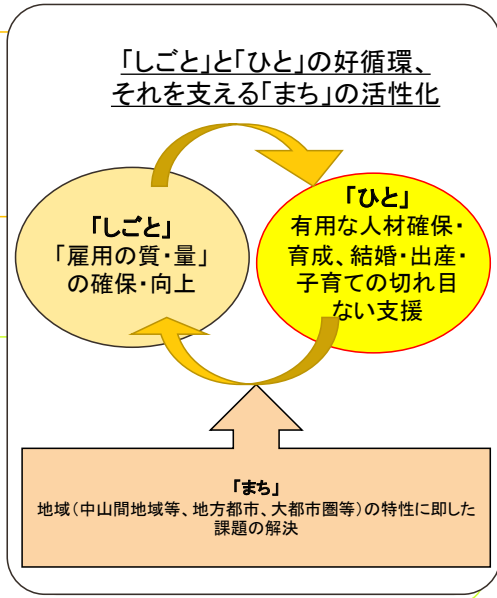 「しごと」と「ひと」の好循環、
それを支える「まち」の活性化
「しごと」
「雇用の質・量」
の確保・向上
「ひと」
有用な人材確保・
育成、結婚・出産・
子育ての切れ目
ない支援
「まち」
地域(中山間地域等、地方都市、大都市圏等)の特性に即した
課題の解決